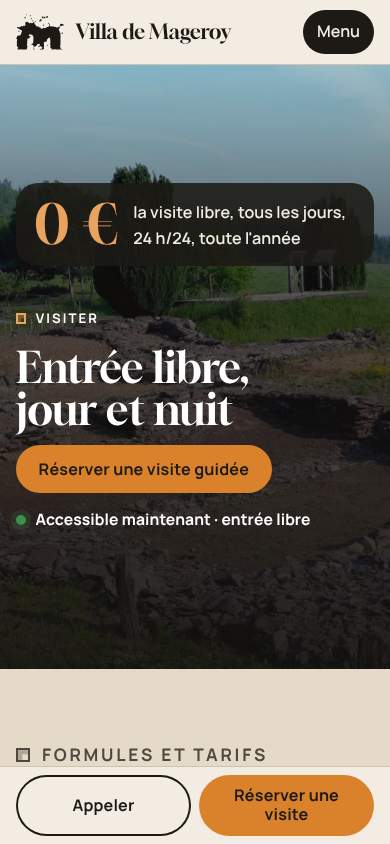 Villa de Mageroy
Menu
0 €
la visite libre, tous les jours,
24 h/24, toute l'année
VISITER
Entrée libre,
jour et nuit
Réserver une visite guidée
Accessible maintenant · entrée libre
FORMULES ET TARIFS
Appeler
Réserver une
visite